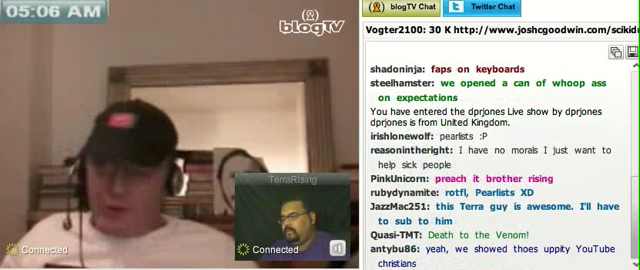 05:06 AM
blogTV
TerraRising
Connected
Connected
blogTV Chat
Twitter Chat
Vogter2100: 30 K http://www.joshcgoodwin.com/scikid
shadoninja: faps on keyboards
steelhamster: we opened a can of whoop ass
on expectations
You have entered the dprjones Live show by dprjones
dprjones is from United Kingdom.
irishlonewolf: pearlists :P
reasonintheright: I have no morals I just want to
help sick people
PinkUnicorn: preach it brother rising
rubydynamite: rotfl, Pearlists XD
JazzMac251: this Terra guy is awesome. I'll have
to sub to him
Quasi-TMT: Death to the Venom!
antybu86: yeah, we showed thoes uppity YouTube
christians